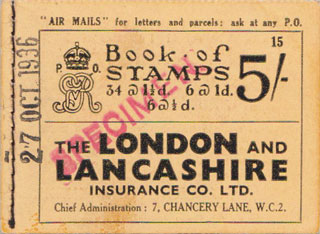 "AIR MAILS" for letters and parcels: ask at any P.O.
27 OCT 1936
P O
GVR
15
Book of
STAMPS 5/-
34 @ 1½d. 6 @ 1d.
6 @ ½d.
SPECIMEN
THE LONDON AND
LANCASHIRE
INSURANCE CO. LTD.
Chief Administration: 7, CHANCERY LANE, W.C.2.